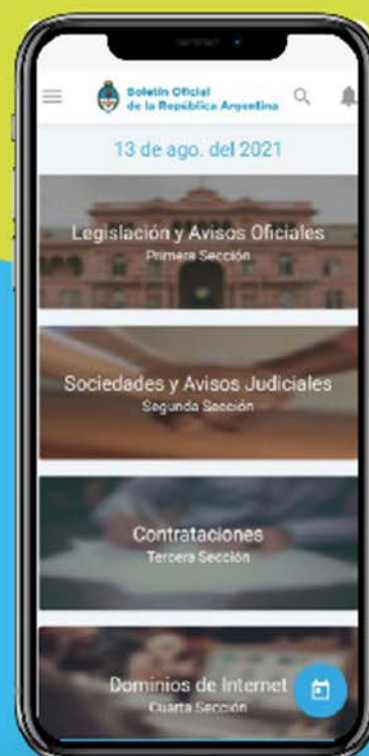 Boletín Oficial
de la República Argentina
13 de ago. del 2021
Legislación y Avisos Oficiales
Primera Sección
Sociedades y Avisos Judiciales
Segunda Sección
Contrataciones
Tercera Sección
Dominios de Internet
Cuarta Sección